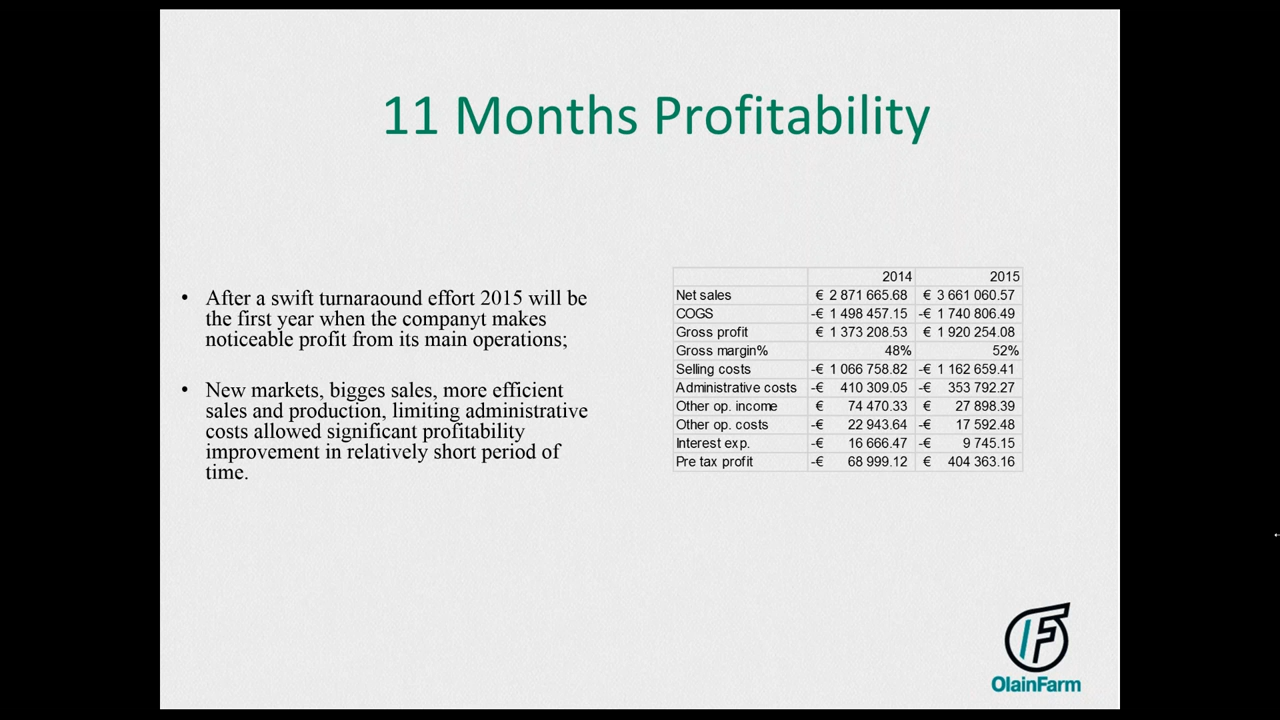 11 Months Profitability
• After a swift turnaraound effort 2015 will be
the first year when the companyt makes
noticeable profit from its main operations;
• New markets, bigges sales, more efficient
sales and production, limiting administrative
costs allowed significant profitability
improvement in relatively short period of
time.
2014 2015
Net sales € 2 871 665.68 € 3 661 060.57
COGS -€ 1 498 457.15 -€ 1 740 806.49
Gross profit € 1 373 208.53 € 1 920 254.08
Gross margin% 48% 52%
Selling costs -€ 1 066 758.82 -€ 1 162 659.41
Administrative costs -€ 410 309.05 -€ 353 792.27
Other op. income € 74 470.33 € 27 898.39
Other op. costs -€ 22 943.64 -€ 17 592.48
Interest exp. -€ 16 666.47 -€ 9 745.15
Pre tax profit -€ 68 999.12 € 404 363.16
OlainFarm